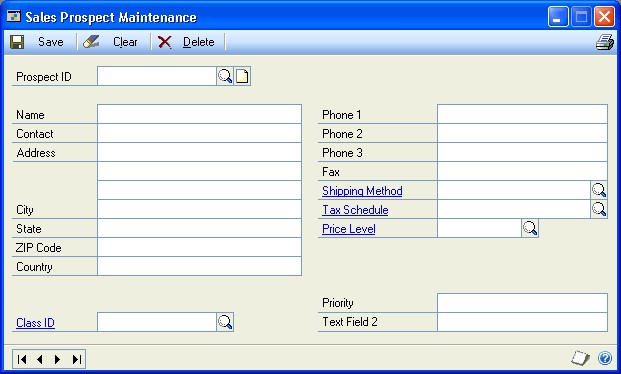 Sales Prospect Maintenance
Save Clear Delete
Prospect ID
Name
Contact
Address
City
State
ZIP Code
Country
Class ID
Phone 1
Phone 2
Phone 3
Fax
Shipping Method
Tax Schedule
Price Level
Priority
Text Field 2